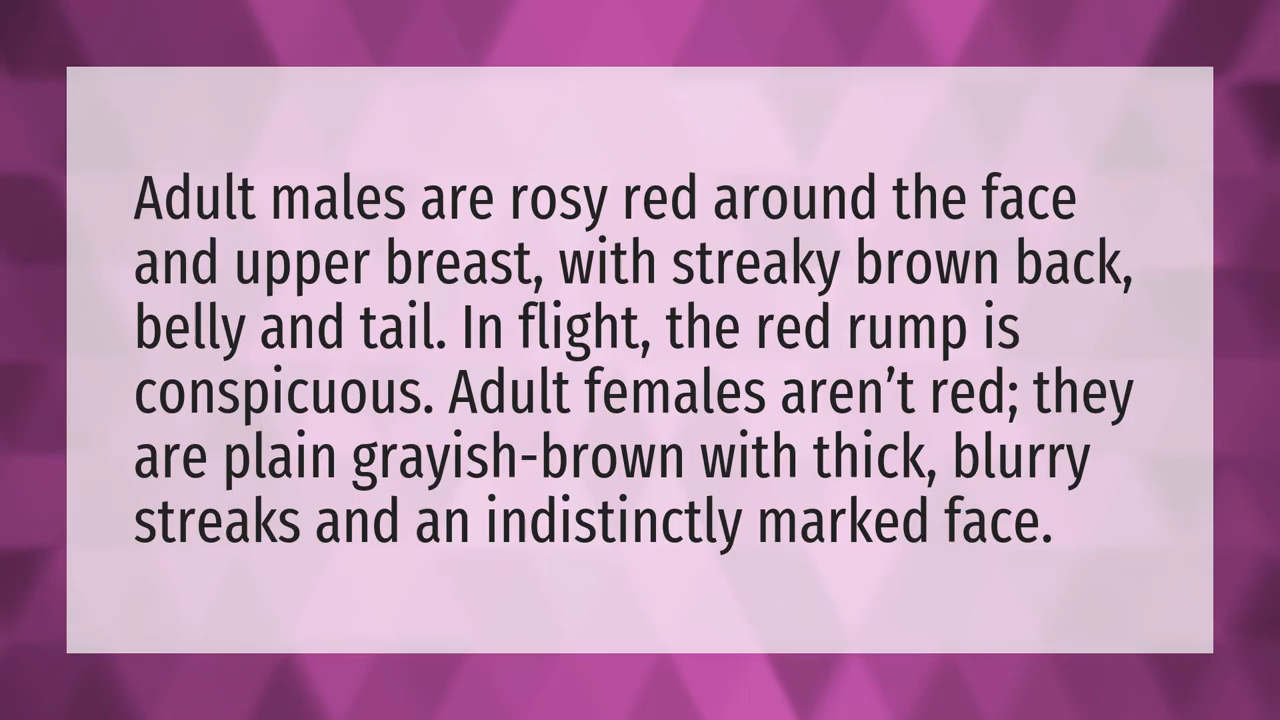 Adult males are rosy red around the face
and upper breast, with streaky brown back,
belly and tail. In flight, the red rump is
conspicuous. Adult females aren’t red; they
are plain grayish-brown with thick, blurry
streaks and an indistinctly marked face.